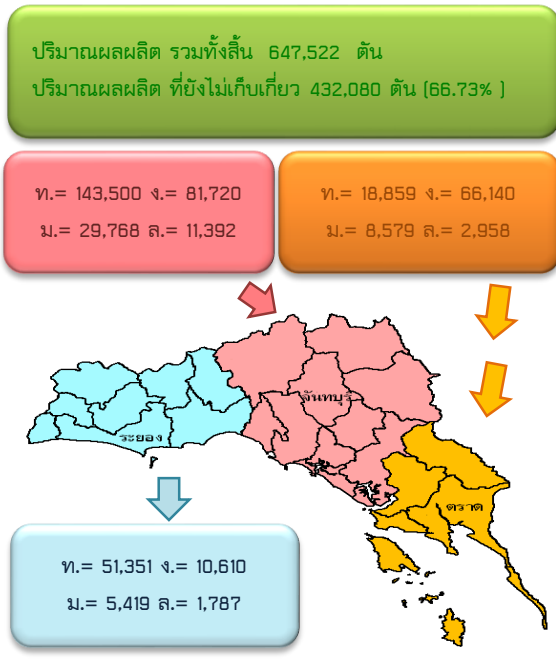 ปริมาณผลผลิต รวมทั้งสิ้น 647,522 ตัน
ปริมาณผลผลิต ที่ยังไม่เก็บเกี่ยว 432,080 ตัน (66.73% )
ท.= 143,500 ง.= 81,720
ม.= 29,768 ล.= 11,392
ท.= 18,859 ง.= 66,140
ม.= 8,579 ล.= 2,958
จันทบุรี
ระยอง
ตราด
ท.= 51,351 ง.= 10,610
ม.= 5,419 ล.= 1,787